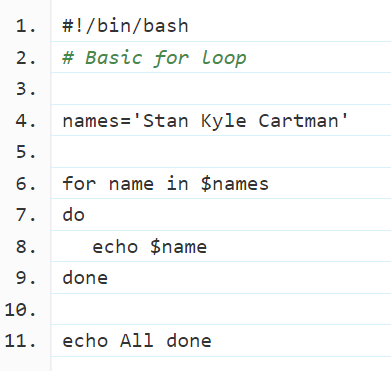 1. #!/bin/bash
2. # Basic for loop
3.
4. names='Stan Kyle Cartman'
5.
6. for name in $names
7. do
8. echo $name
9. done
10.
11. echo All done